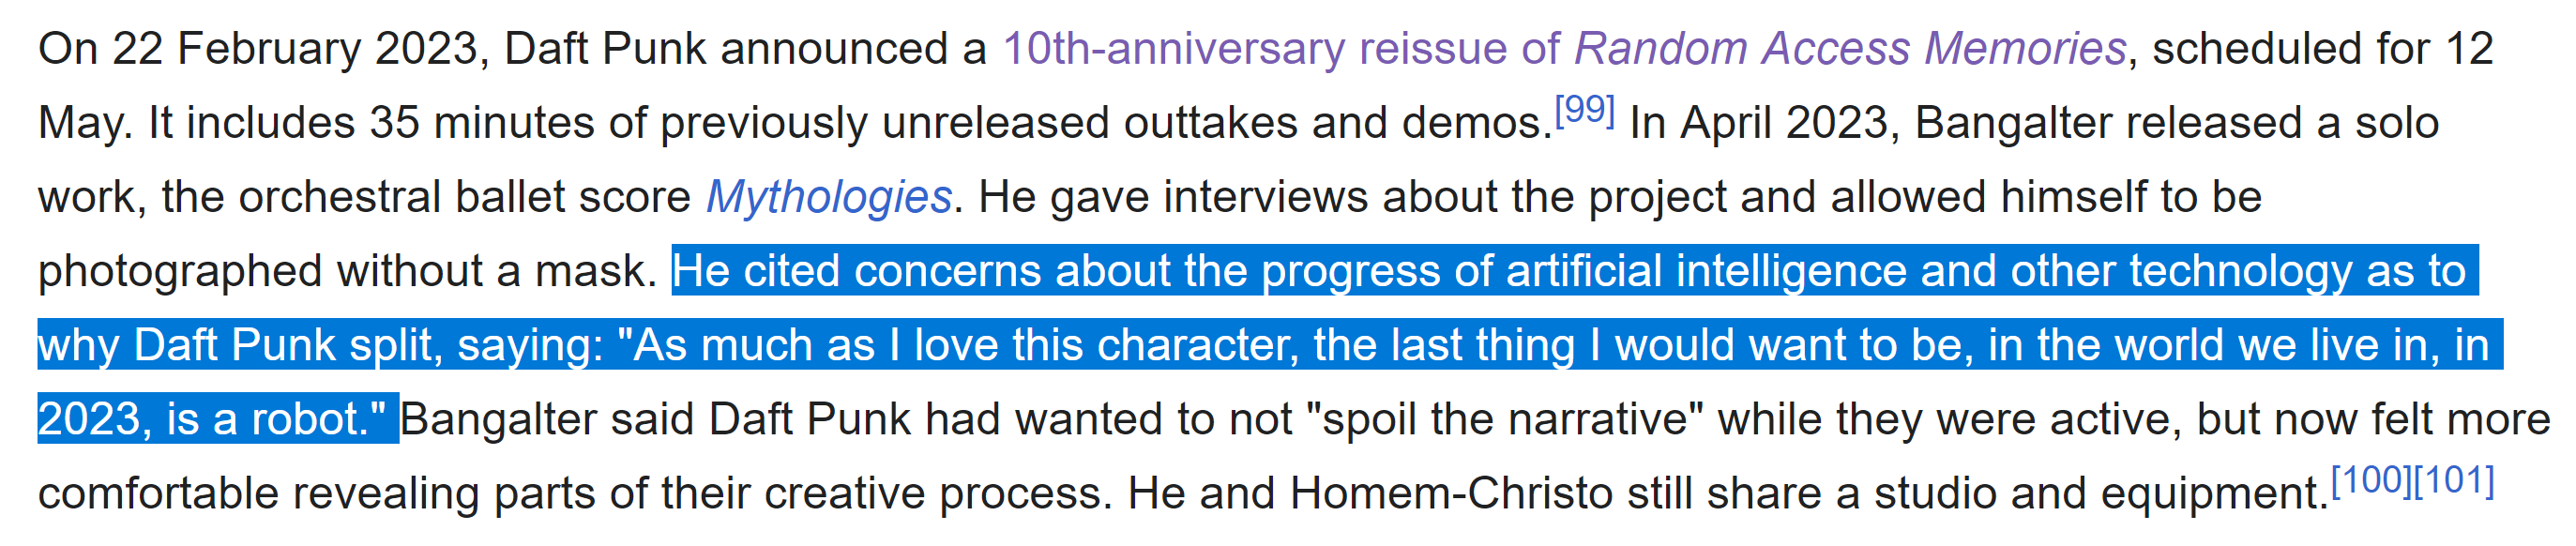 On 22 February 2023, Daft Punk announced a 10th-anniversary reissue of Random Access Memories, scheduled for 12
May. It includes 35 minutes of previously unreleased outtakes and demos.[99] In April 2023, Bangalter released a solo
work, the orchestral ballet score Mythologies. He gave interviews about the project and allowed himself to be
photographed without a mask. He cited concerns about the progress of artificial intelligence and other technology as to
why Daft Punk split, saying: "As much as I love this character, the last thing I would want to be, in the world we live in, in
2023, is a robot." Bangalter said Daft Punk had wanted to not "spoil the narrative" while they were active, but now felt more
comfortable revealing parts of their creative process. He and Homem-Christo still share a studio and equipment.[100][101]